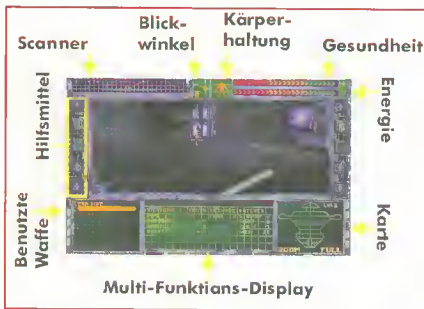 Blick-
winkel
Kärper-
haltung
Scanner
Gesundheit
Hilfsmittel
Energie
Benutzte
Waffe
Karte
ZOOM FULL
Multi-Funktians-Display